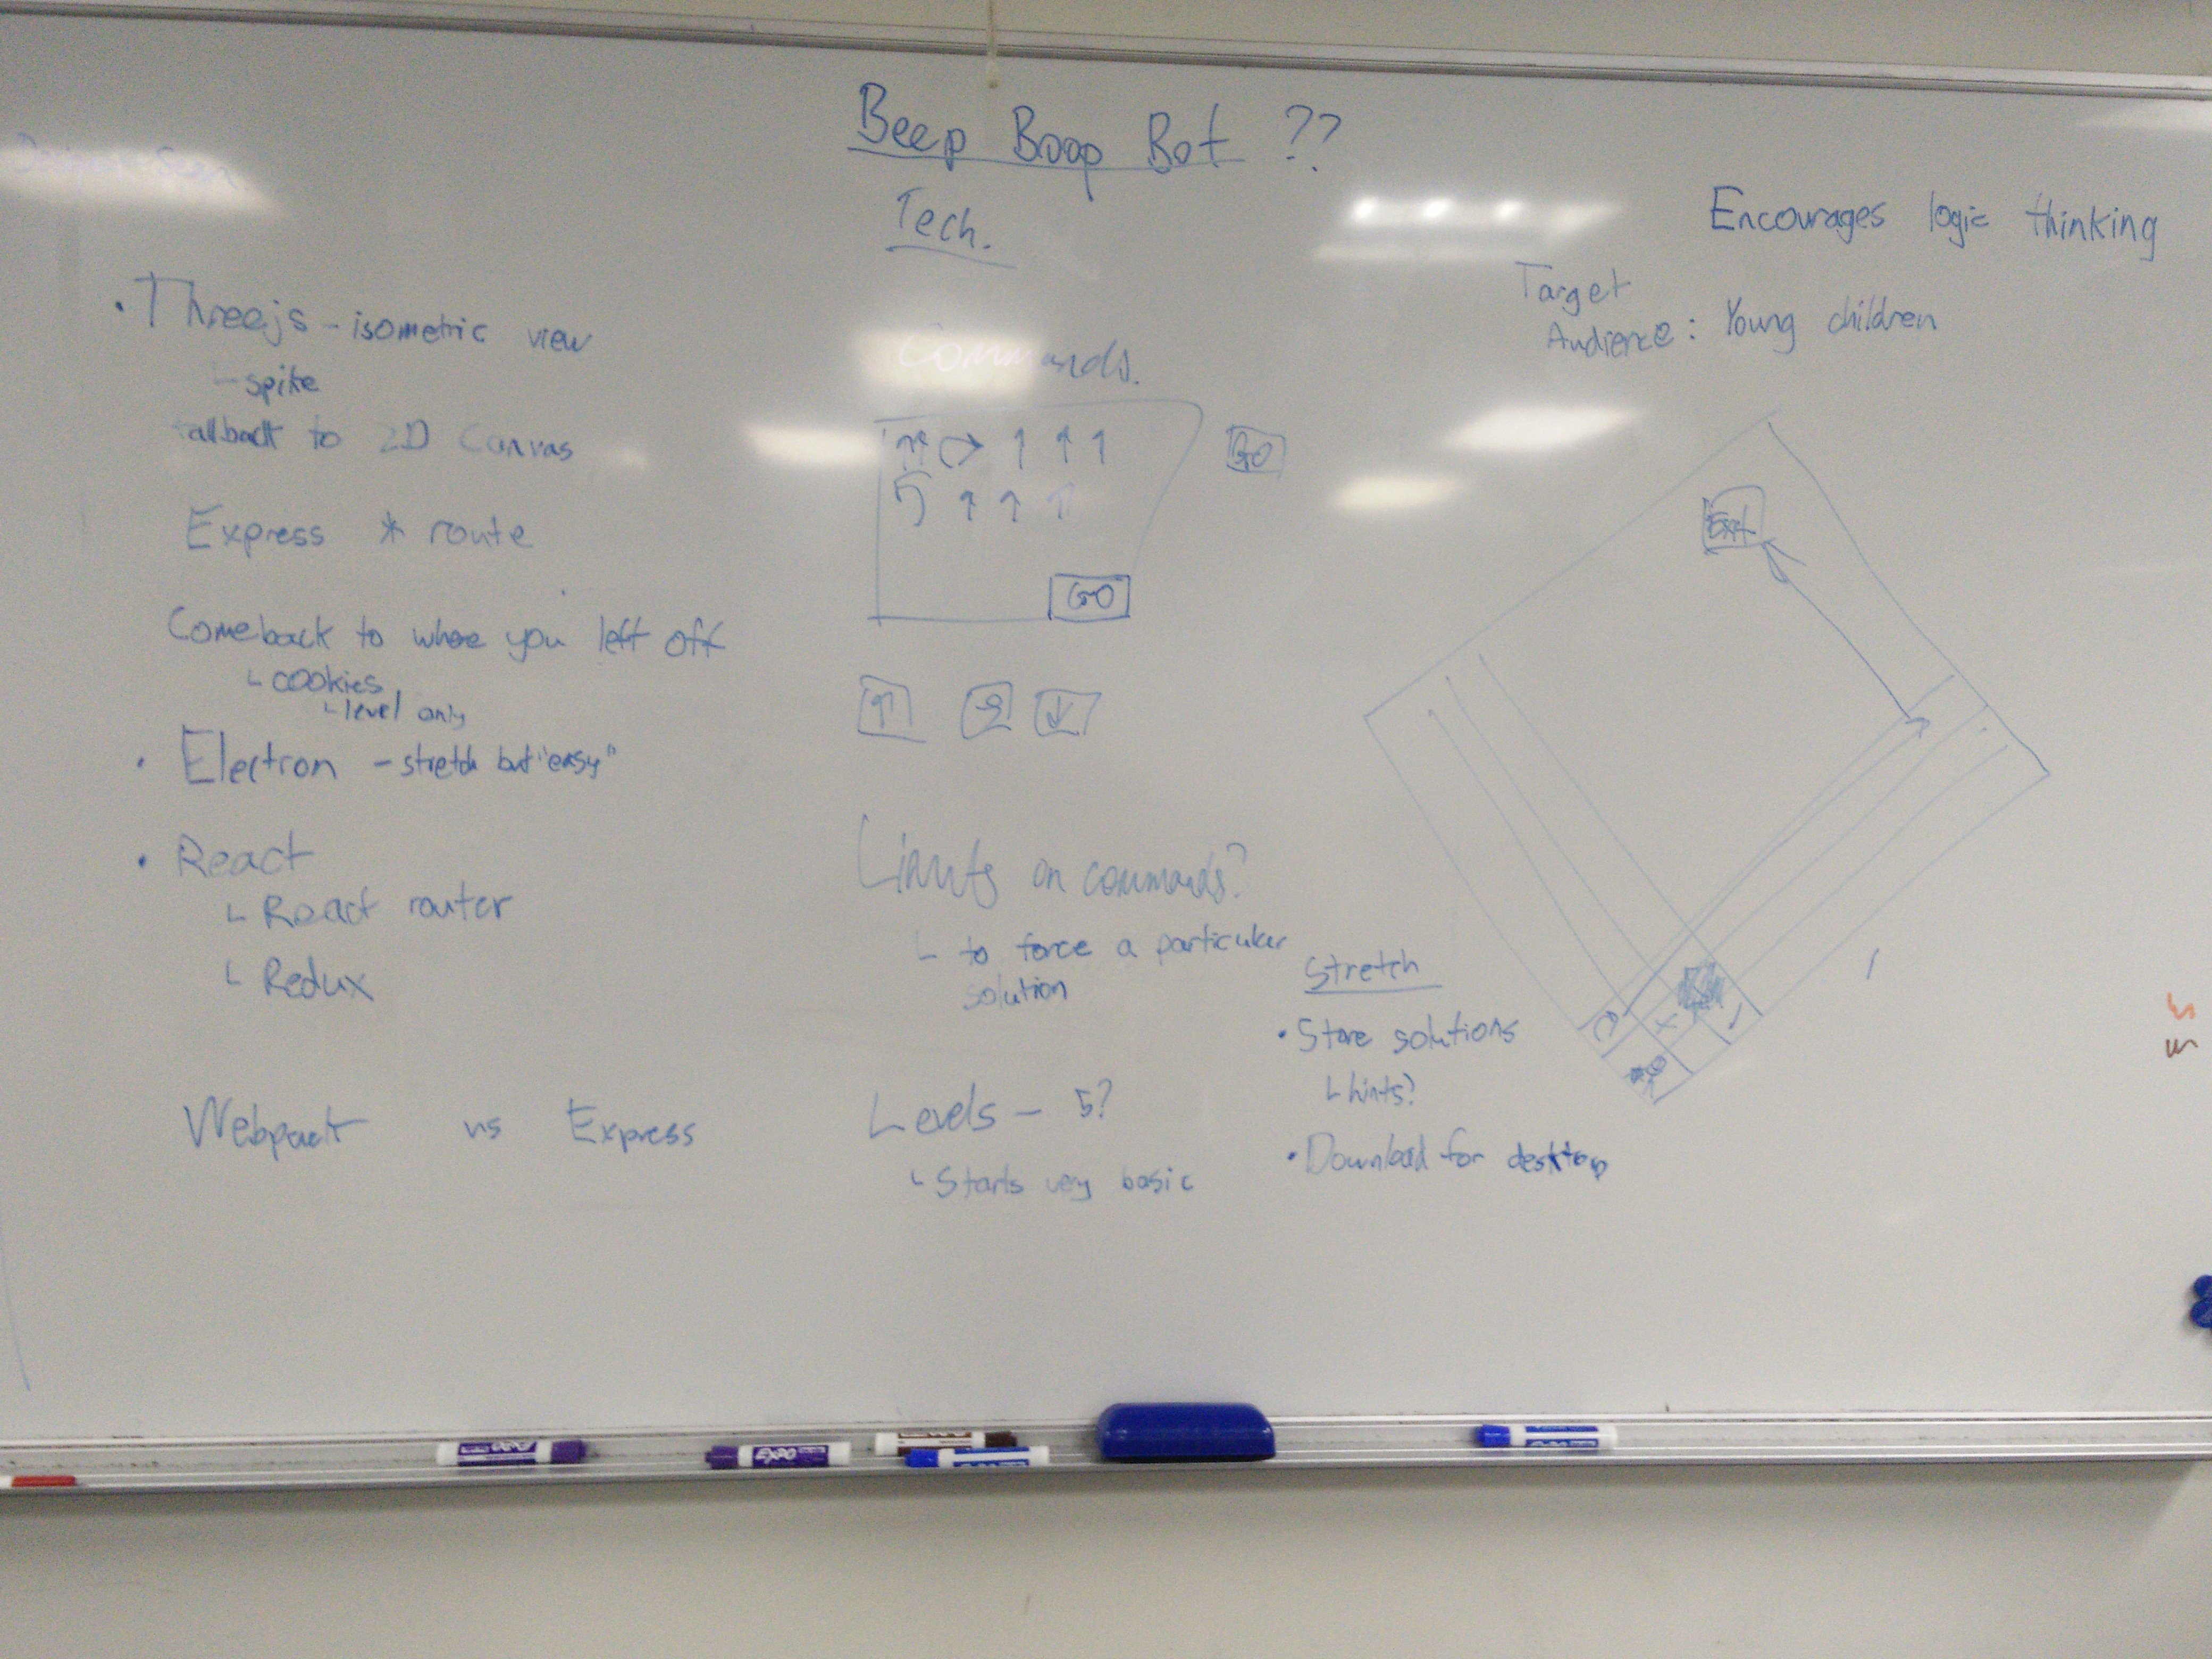 Beep Boop Bot ??
Tech.
• Threejs - isometric view
└ spike
fallback to 2D Canvas
Express * route
Comeback to where you left off
└ cookies
└ level only
• Electron - stretch but "easy"
• React
└ React router
└ Redux
Webpack vs Express
Commands.
↑↑ ↷ ↑ ↑ ↑
↰ ↑ ↑ ↑
GO
GO
↑ ↓
Limits on commands?
└ to force a particular
solution
Levels - 5?
└ Starts very basic
Stretch
• Store solutions
└ hints?
• Download for desktop
Encourages logic thinking
Target
Audience: Young children
Exit
EXPO